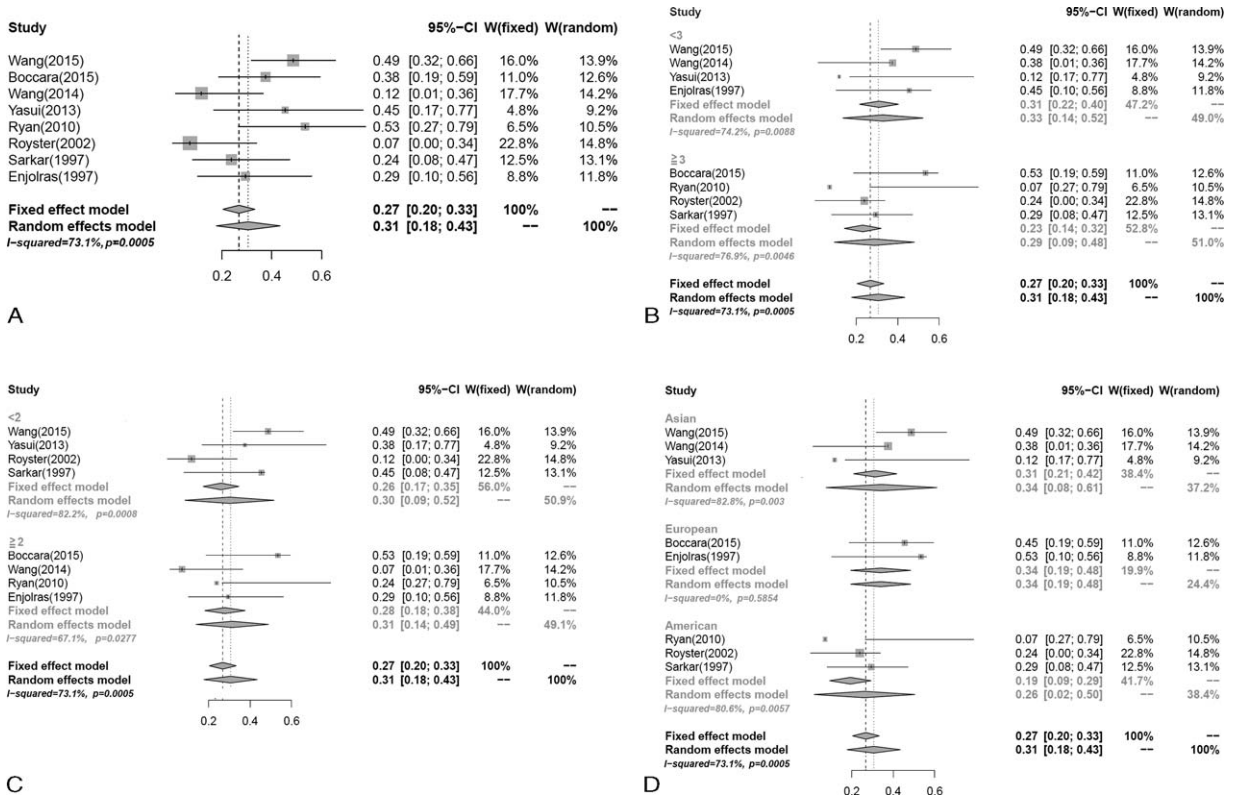 Study 95%−CI W(fixed) W(random)
Wang(2015) 0.49 [0.32; 0.66] 16.0% 13.9%
Boccara(2015) 0.38 [0.19; 0.59] 11.0% 12.6%
Wang(2014) 0.12 [0.01; 0.36] 17.7% 14.2%
Yasui(2013) 0.45 [0.17; 0.77] 4.8% 9.2%
Ryan(2010) 0.53 [0.27; 0.79] 6.5% 10.5%
Royster(2002) 0.07 [0.00; 0.34] 22.8% 14.8%
Sarkar(1997) 0.24 [0.08; 0.47] 12.5% 13.1%
Enjolras(1997) 0.29 [0.10; 0.56] 8.8% 11.8%
Fixed effect model 0.27 [0.20; 0.33] 100% −−
Random effects model 0.31 [0.18; 0.43] −− 100%
I−squared=73.1%, p=0.0005
0.2 0.4 0.6
A
Study 95%−CI W(fixed) W(random)
<3
Wang(2015) 0.49 [0.32; 0.66] 16.0% 13.9%
Wang(2014) 0.38 [0.01; 0.36] 17.7% 14.2%
Yasui(2013) 0.12 [0.17; 0.77] 4.8% 9.2%
Enjolras(1997) 0.45 [0.10; 0.56] 8.8% 11.8%
Fixed effect model 0.31 [0.22; 0.40] 47.2% −−
Random effects model 0.33 [0.14; 0.52] −− 49.0%
I−squared=74.2%, p=0.0088
≧3
Boccara(2015) 0.53 [0.19; 0.59] 11.0% 12.6%
Ryan(2010) 0.07 [0.27; 0.79] 6.5% 10.5%
Royster(2002) 0.24 [0.00; 0.34] 22.8% 14.8%
Sarkar(1997) 0.29 [0.08; 0.47] 12.5% 13.1%
Fixed effect model 0.23 [0.14; 0.32] 52.8% −−
Random effects model 0.29 [0.09; 0.48] −− 51.0%
I−squared=76.9%, p=0.0046
Fixed effect model 0.27 [0.20; 0.33] 100% −−
Random effects model 0.31 [0.18; 0.43] −− 100%
I−squared=73.1%, p=0.0005
0.2 0.4 0.6
B
Study 95%−CI W(fixed) W(random)
<2
Wang(2015) 0.49 [0.32; 0.66] 16.0% 13.9%
Yasui(2013) 0.38 [0.17; 0.77] 4.8% 9.2%
Royster(2002) 0.12 [0.00; 0.34] 22.8% 14.8%
Sarkar(1997) 0.45 [0.08; 0.47] 12.5% 13.1%
Fixed effect model 0.26 [0.17; 0.35] 56.0% −−
Random effects model 0.30 [0.09; 0.52] −− 50.9%
I−squared=82.2%, p=0.0008
≧2
Boccara(2015) 0.53 [0.19; 0.59] 11.0% 12.6%
Wang(2014) 0.07 [0.01; 0.36] 17.7% 14.2%
Ryan(2010) 0.24 [0.27; 0.79] 6.5% 10.5%
Enjolras(1997) 0.29 [0.10; 0.56] 8.8% 11.8%
Fixed effect model 0.28 [0.18; 0.38] 44.0% −−
Random effects model 0.31 [0.14; 0.49] −− 49.1%
I−squared=67.1%, p=0.0277
Fixed effect model 0.27 [0.20; 0.33] 100% −−
Random effects model 0.31 [0.18; 0.43] −− 100%
I−squared=73.1%, p=0.0005
0.2 0.4 0.6
C
Study 95%−CI W(fixed) W(random)
Asian
Wang(2015) 0.49 [0.32; 0.66] 16.0% 13.9%
Wang(2014) 0.38 [0.01; 0.36] 17.7% 14.2%
Yasui(2013) 0.12 [0.17; 0.77] 4.8% 9.2%
Fixed effect model 0.31 [0.21; 0.42] 38.4% −−
Random effects model 0.34 [0.08; 0.61] −− 37.2%
I−squared=82.8%, p=0.003
European
Boccara(2015) 0.45 [0.19; 0.59] 11.0% 12.6%
Enjolras(1997) 0.53 [0.10; 0.56] 8.8% 11.8%
Fixed effect model 0.34 [0.19; 0.48] 19.9% −−
Random effects model 0.34 [0.19; 0.48] −− 24.4%
I−squared=0%, p=0.5854
American
Ryan(2010) 0.07 [0.27; 0.79] 6.5% 10.5%
Royster(2002) 0.24 [0.00; 0.34] 22.8% 14.8%
Sarkar(1997) 0.29 [0.08; 0.47] 12.5% 13.1%
Fixed effect model 0.19 [0.09; 0.29] 41.7% −−
Random effects model 0.26 [0.02; 0.50] −− 38.4%
I−squared=80.6%, p=0.0057
Fixed effect model 0.27 [0.20; 0.33] 100% −−
Random effects model 0.31 [0.18; 0.43] −− 100%
I−squared=73.1%, p=0.0005
0.2 0.4 0.6
D